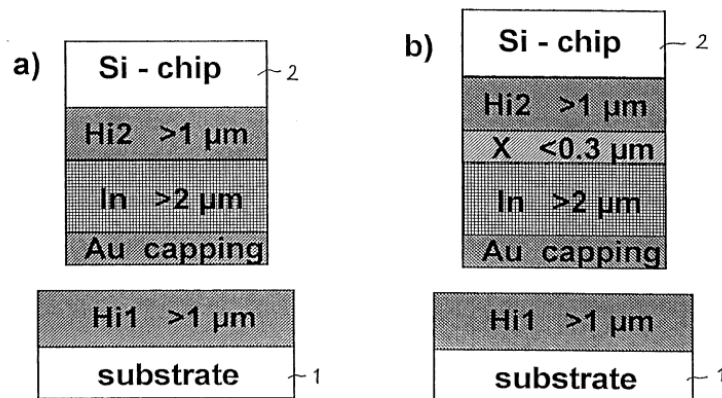 a)
Si - chip
2
Hi2 >1 µm
In >2 µm
Au capping
Hi1 >1 µm
substrate
1
b)
Si - chip
2
Hi2 >1 µm
X <0.3 µm
In >2 µm
Au capping
Hi1 >1 µm
substrate
1